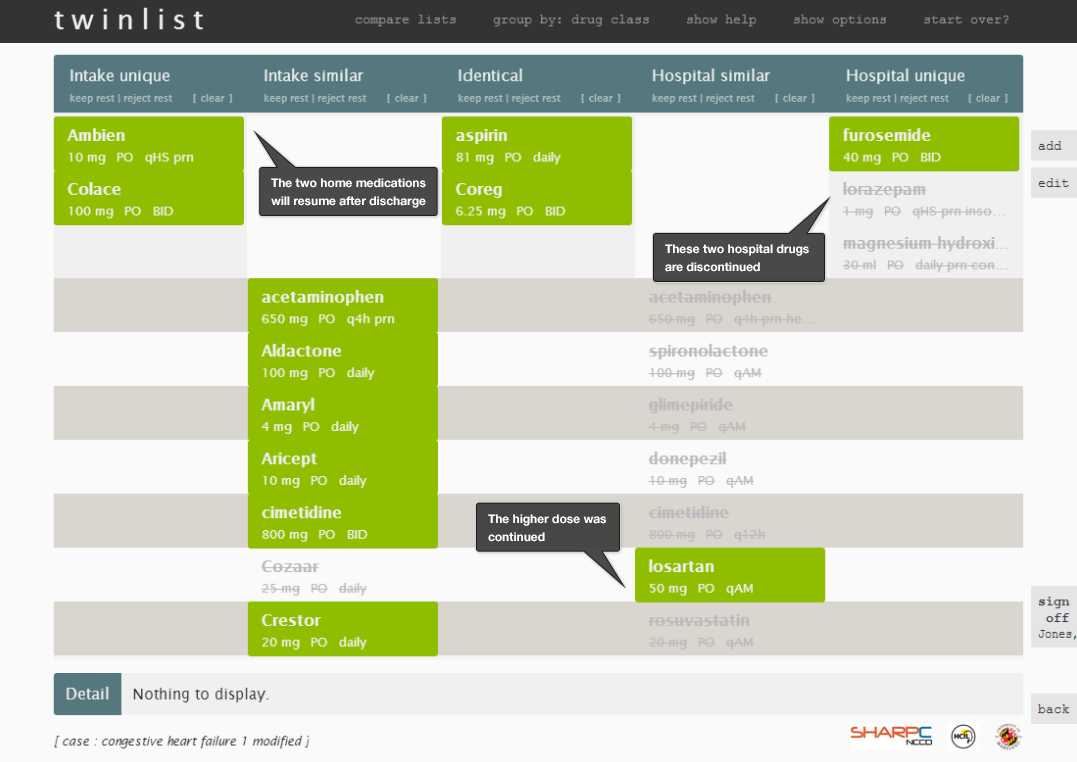 twinlist
compare lists group by: drug class show help show options start over?
Intake unique Intake similar Identical Hospital similar Hospital unique
keep rest | reject rest [ clear ] keep rest | reject rest [ clear ] keep rest | reject rest [ clear ] keep rest | reject rest [ clear ] keep rest | reject rest [ clear ]
Ambien
10 mg PO qHS prn
aspirin
81 mg PO daily
furosemide
40 mg PO BID
add
The two home medications
will resume after discharge
Colace
100 mg PO BID
Coreg
6.25 mg PO BID
lorazepam
1 mg PO qHS prn inso...
edit
These two hospital drugs
are discontinued
magnesium hydroxi...
30 ml PO daily prn con...
acetaminophen
650 mg PO q4h prn
acetaminophen
650 mg PO q4h prn he...
Aldactone
100 mg PO daily
spironolactone
100 mg PO qAM
Amaryl
4 mg PO daily
glimepiride
4 mg PO qAM
Aricept
10 mg PO daily
donepezil
10 mg PO qAM
cimetidine
800 mg PO BID
The higher dose was
continued
cimetidine
800 mg PO q12h
Cozaar
25 mg PO daily
losartan
50 mg PO qAM
Crestor
20 mg PO daily
rosuvastatin
20 mg PO qAM
sign
off
Jones,
Detail Nothing to display.
back
[ case : congestive heart failure 1 modified ]
SHARPC
NCCD
HCIL